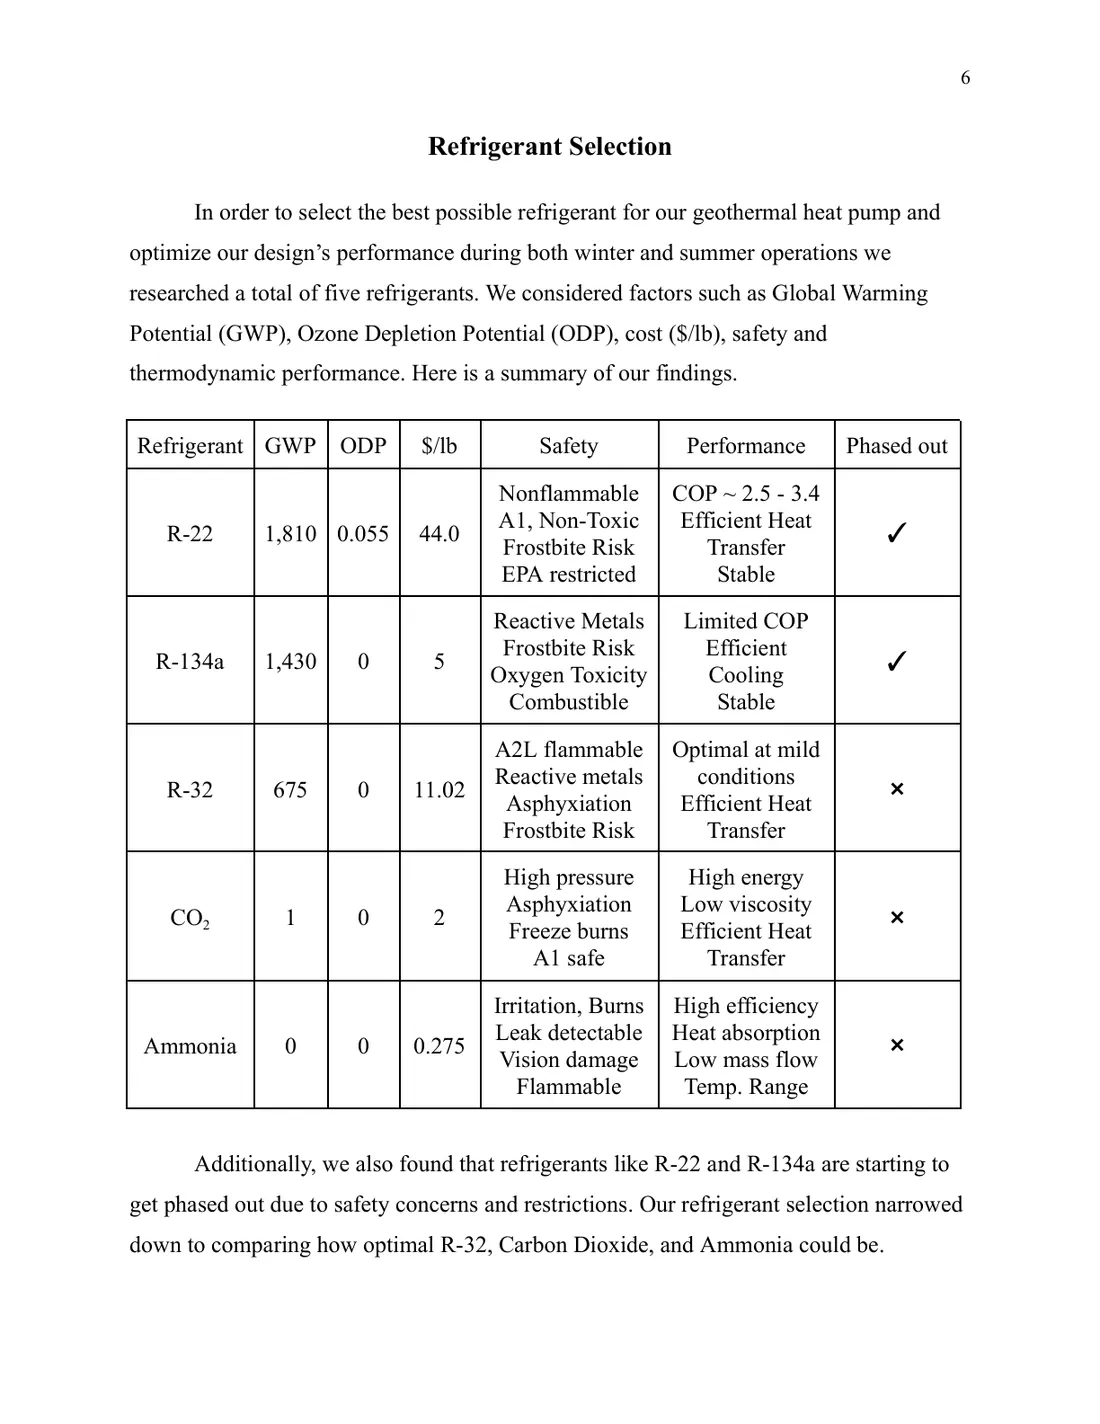 6
Refrigerant Selection
In order to select the best possible refrigerant for our geothermal heat pump and
optimize our design’s performance during both winter and summer operations we
researched a total of five refrigerants. We considered factors such as Global Warming
Potential (GWP), Ozone Depletion Potential (ODP), cost ($/lb), safety and
thermodynamic performance. Here is a summary of our findings.
Refrigerant GWP ODP $/lb Safety Performance Phased out
R-22 1,810 0.055 44.0
Nonflammable
A1, Non-Toxic
Frostbite Risk
EPA restricted
COP ~ 2.5 - 3.4
Efficient Heat
Transfer
Stable
✓
R-134a 1,430 0 5
Reactive Metals
Frostbite Risk
Oxygen Toxicity
Combustible
Limited COP
Efficient
Cooling
Stable
✓
R-32 675 0 11.02
A2L flammable
Reactive metals
Asphyxiation
Frostbite Risk
Optimal at mild
conditions
Efficient Heat
Transfer
×
CO₂ 1 0 2
High pressure
Asphyxiation
Freeze burns
A1 safe
High energy
Low viscosity
Efficient Heat
Transfer
×
Ammonia 0 0 0.275
Irritation, Burns
Leak detectable
Vision damage
Flammable
High efficiency
Heat absorption
Low mass flow
Temp. Range
×
Additionally, we also found that refrigerants like R-22 and R-134a are starting to
get phased out due to safety concerns and restrictions. Our refrigerant selection narrowed
down to comparing how optimal R-32, Carbon Dioxide, and Ammonia could be.